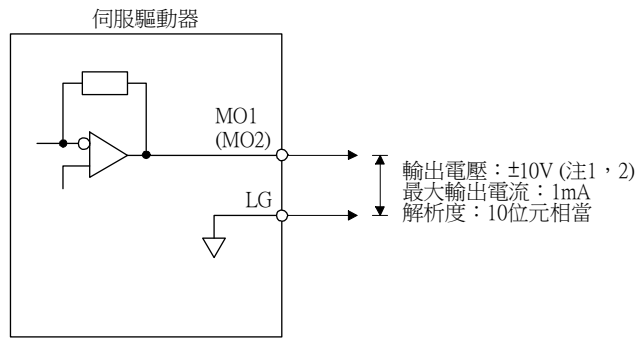 伺服驅動器
MO1
(MO2)
LG
輸出電壓：±10V (注1，2)
最大輸出電流：1mA
解析度：10位元相當